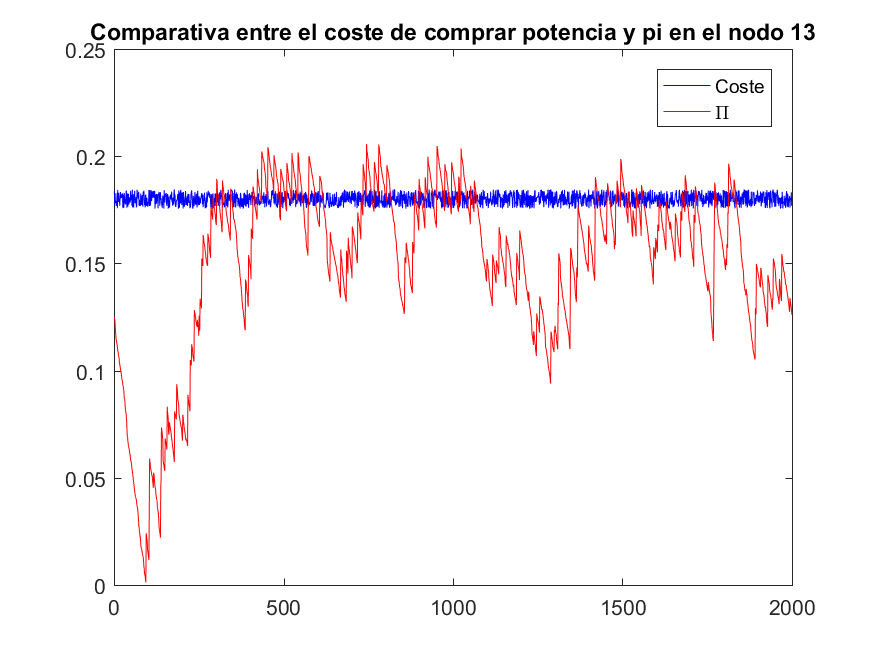 Comparativa entre el coste de comprar potencia y pi en el nodo 13
0.25
Coste
Π
0.2
0.15
0.1
0.05
0
0 500 1000 1500 2000